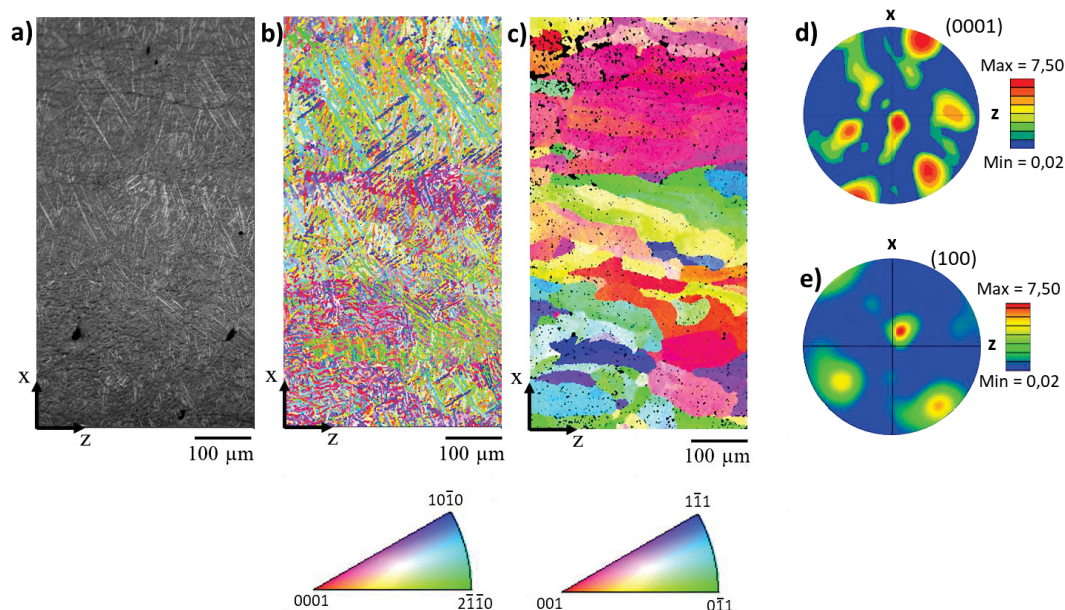 a)
b)
c)
d)
x
(0001)
Max = 7,50
z
Min = 0,02
e)
x
(100)
Max = 7,50
z
Min = 0,02
X
Z
100 µm
X
Z
100 µm
X
Z
100 µm
101̄0
0001
21̄1̄0
11̄1
001
01̄1